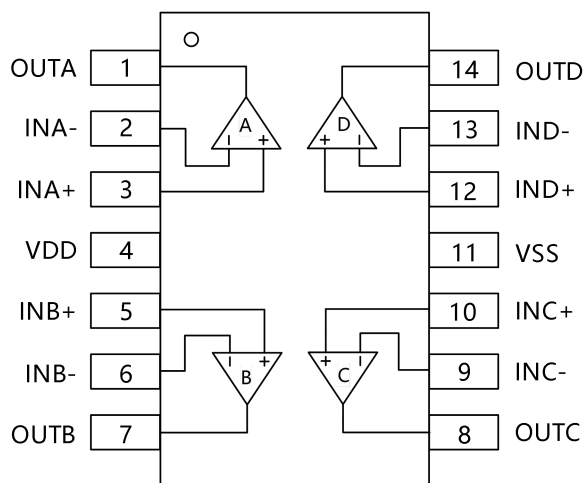 OUTA 1 14 OUTD
INA- 2 A D 13 IND-
- + + -
INA+ 3 12 IND+
VDD 4 11 VSS
INB+ 5 10 INC+
- + + -
INB- 6 B C 9 INC-
OUTB 7 8 OUTC